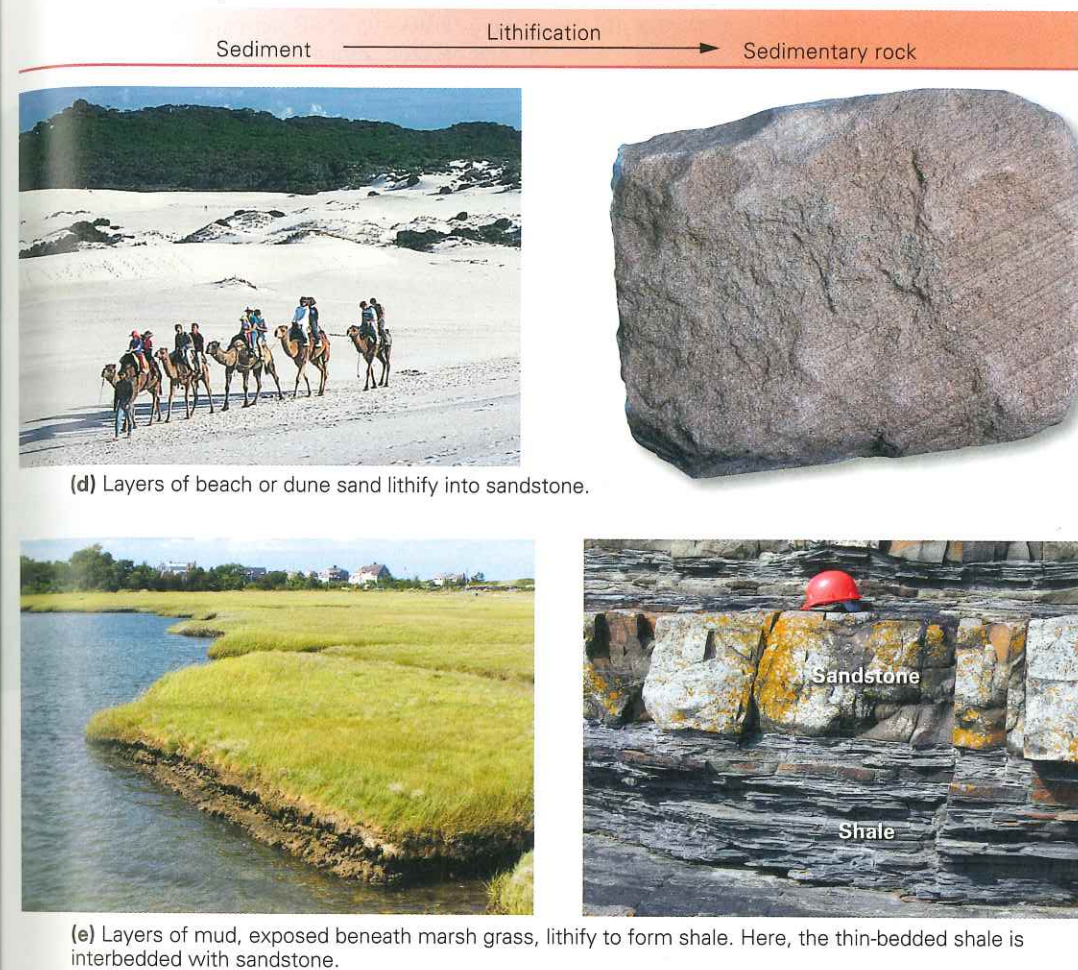 Lithification
Sediment
Sedimentary rock
(d) Layers of beach or dune sand lithify into sandstone.
Sandstone
Shale
(e) Layers of mud, exposed beneath marsh grass, lithify to form shale. Here, the thin-bedded shale is
interbedded with sandstone.